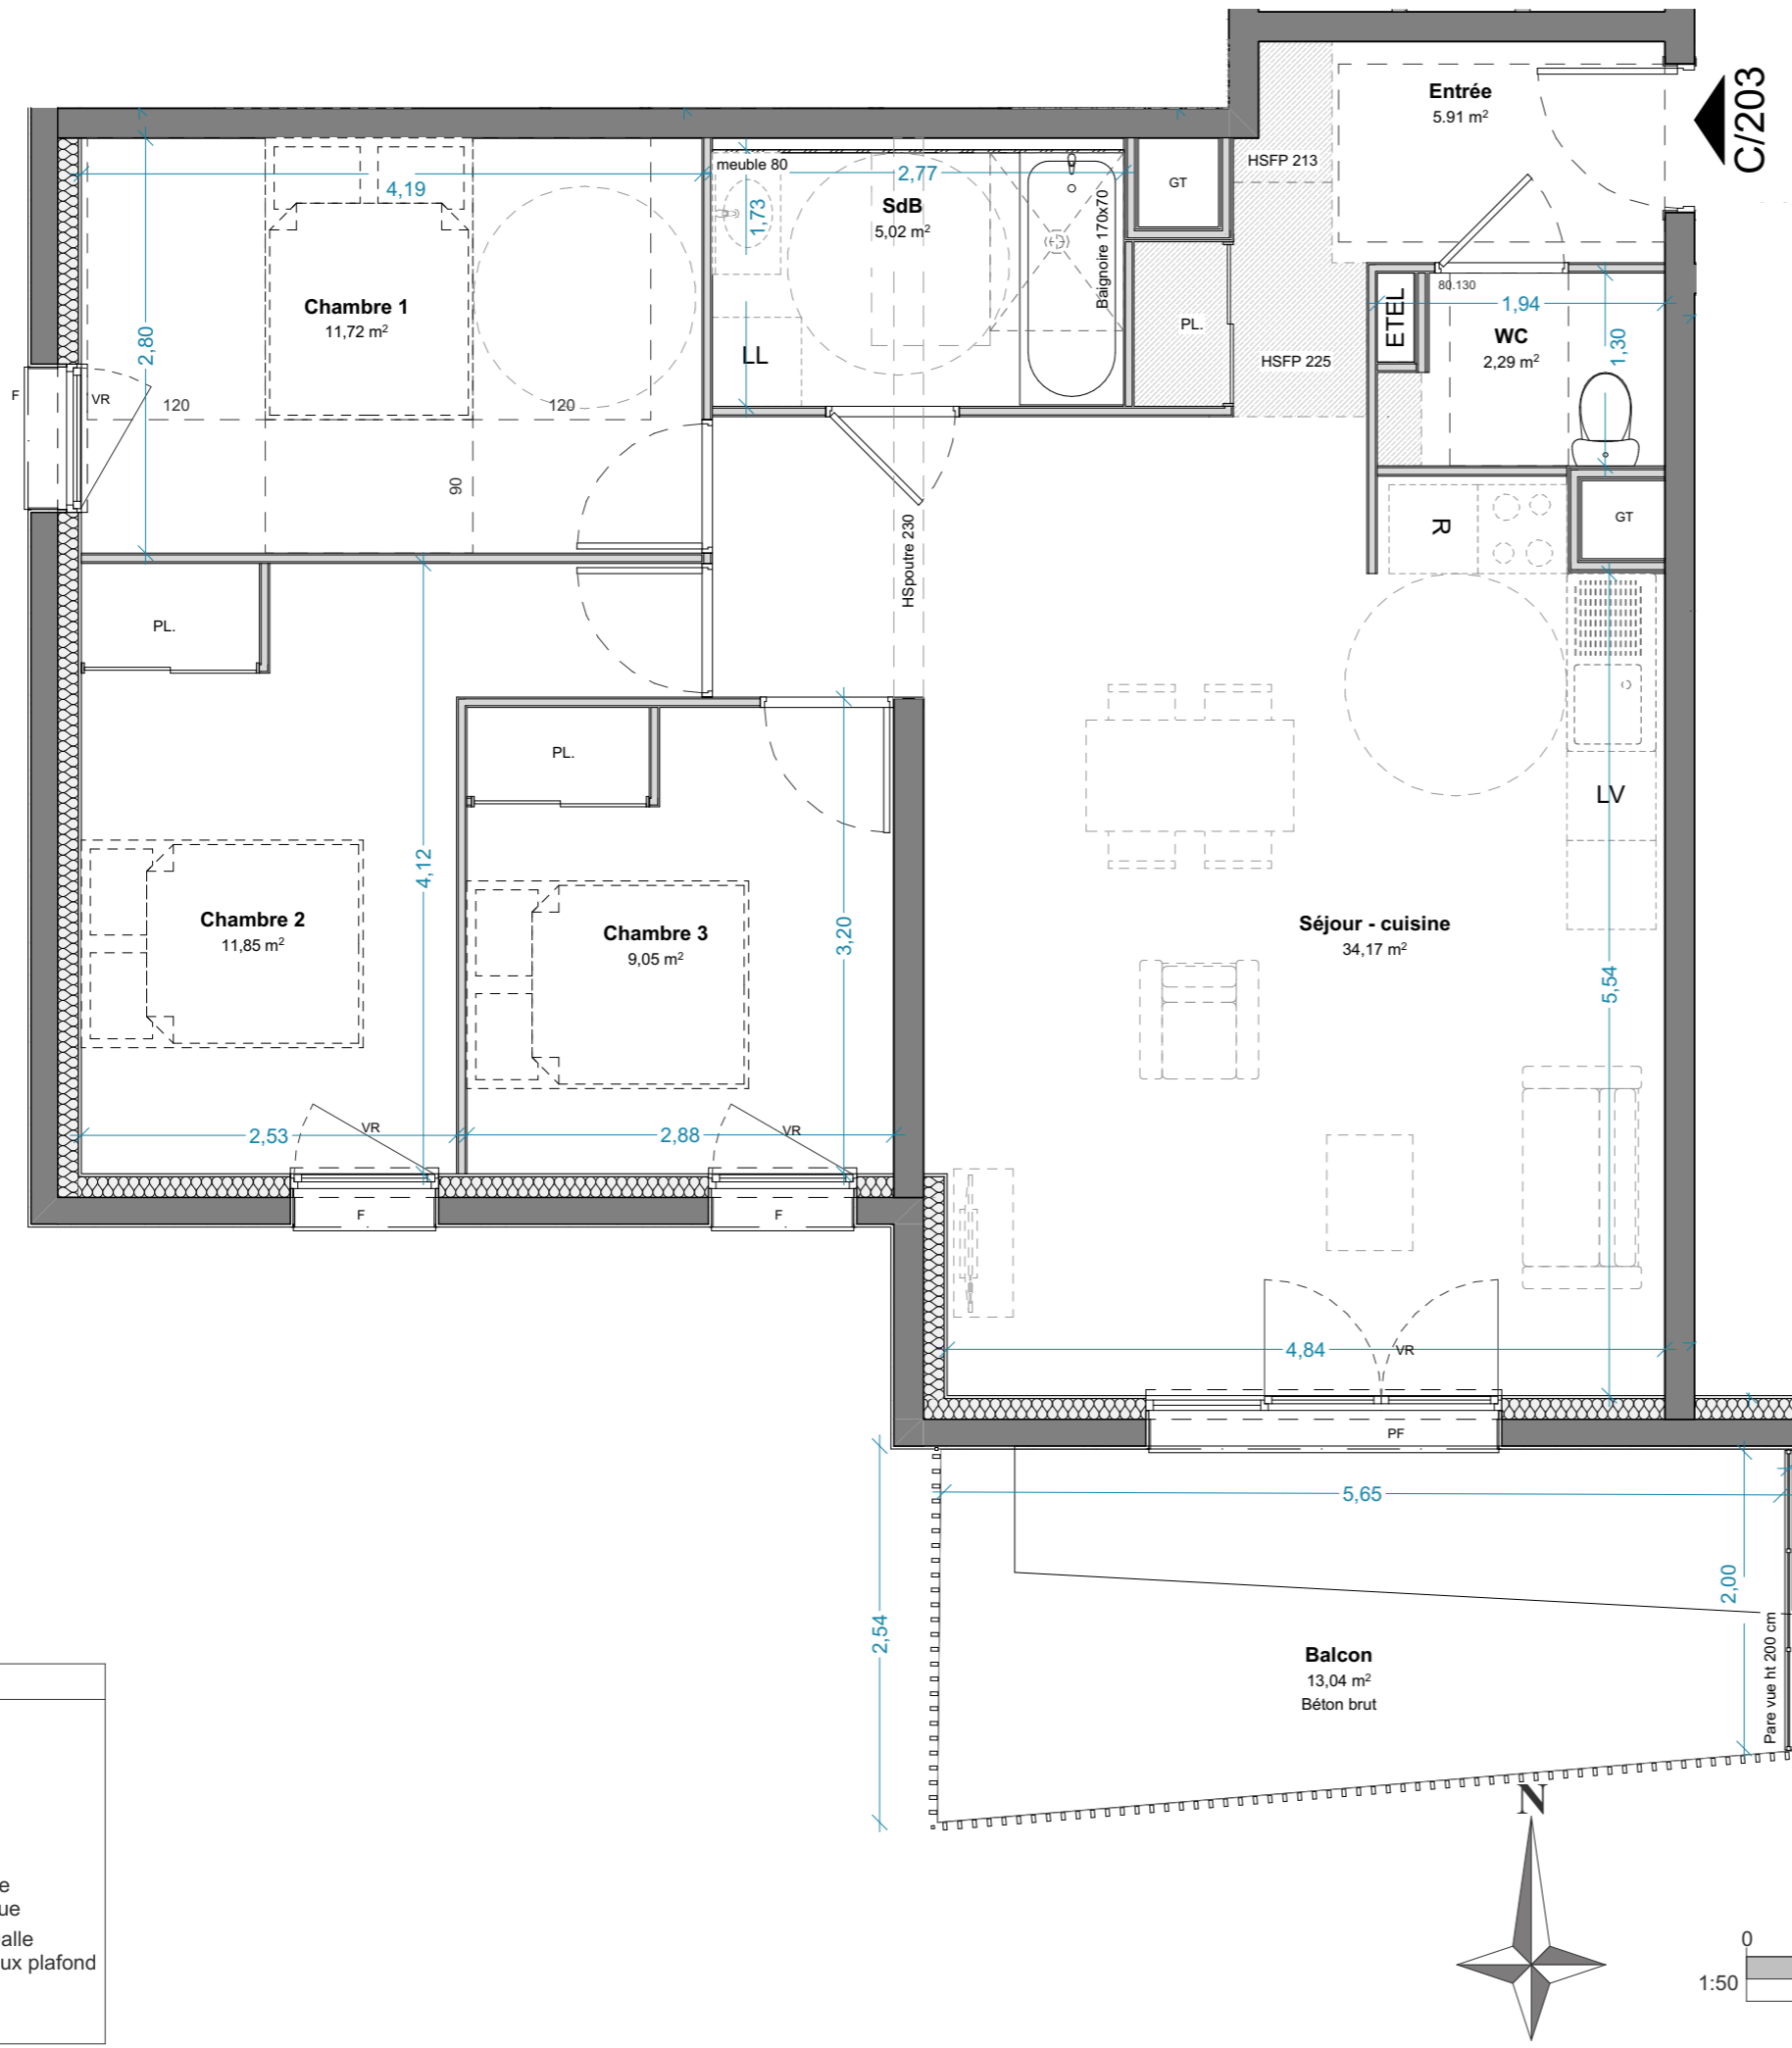 C/203
Entrée
5.91 m²
HSFP 213
GT
meuble 80
2,77
4,19
SdB
5,02 m²
1,73
Baignoire 170x70
Chambre 1
11,72 m²
2,80
LL
PL.
HSFP 225
ETEL
80.130
1,94
WC
2,29 m²
1,30
F
VR
120
120
90
HSpoutre 230
R
GT
PL.
PL.
LV
4,12
Chambre 2
11,85 m²
Chambre 3
9,05 m²
3,20
Séjour - cuisine
34,17 m²
5,54
2,53
VR
2,88
VR
F
F
4,84
VR
PF
5,65
2,54
2,00
Pare vue ht 200 cm
Balcon
13,04 m²
Béton brut
N
e
ue
alle
ux plafond
0
1:50